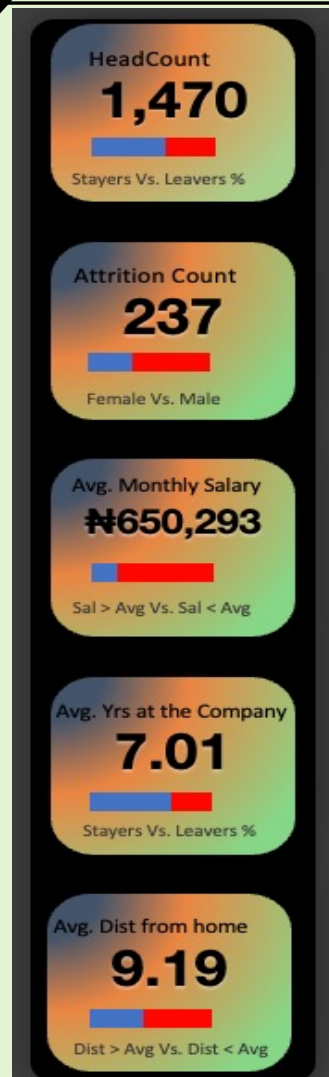 HeadCount
1,470
Stayers Vs. Leavers %
Attrition Count
237
Female Vs. Male
Avg. Monthly Salary
₦650,293
Sal > Avg Vs. Sal < Avg
Avg. Yrs at the Company
7.01
Stayers Vs. Leavers %
Avg. Dist from home
9.19
Dist > Avg Vs. Dist < Avg